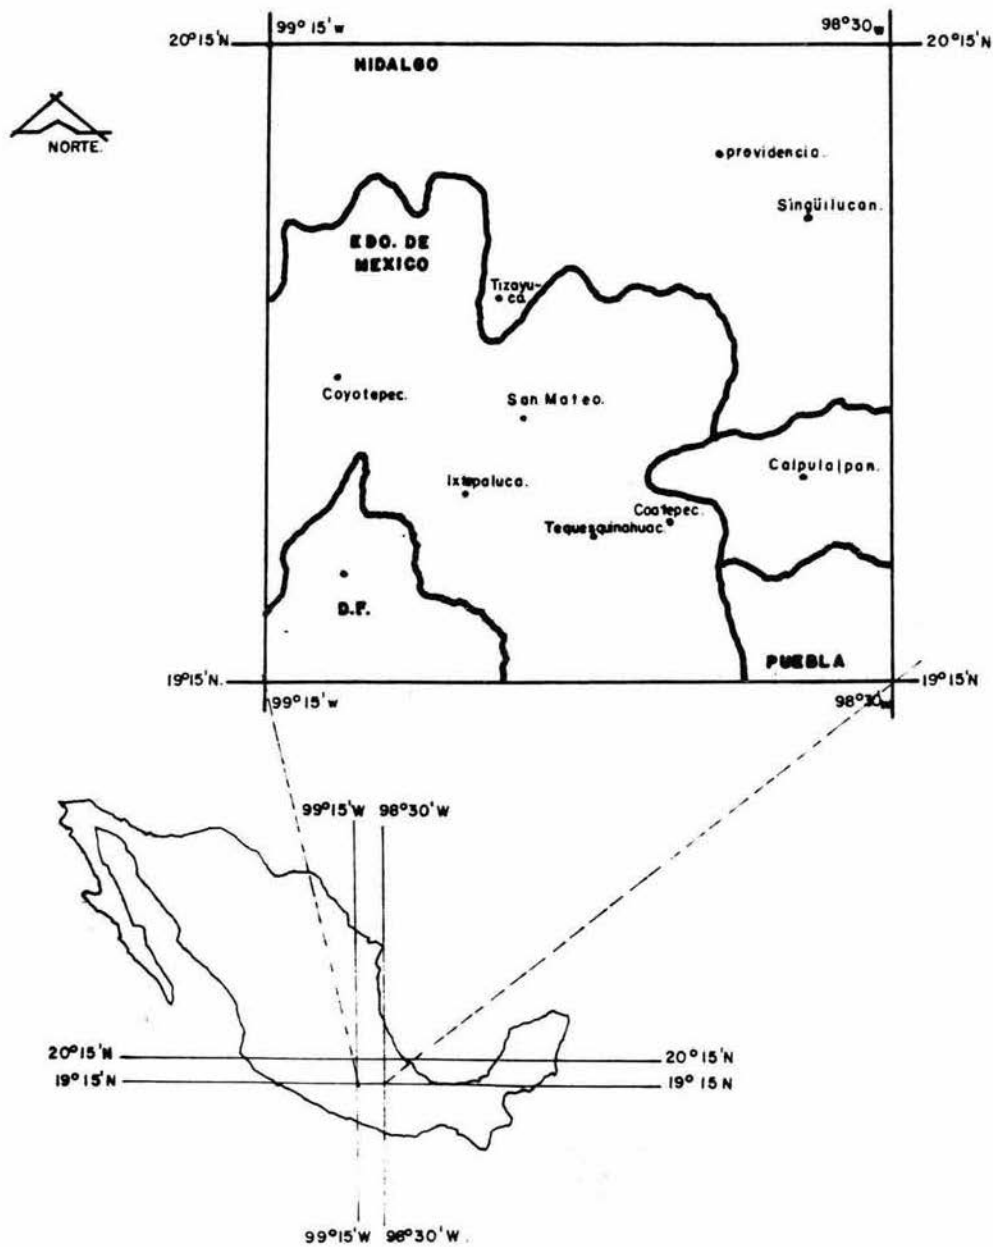 99° 15' w
98° 30 w
20° 15' N
20° 15' N
HIDALGO
NORTE.
providencia.
Singüilucan.
EDO. DE
MEXICO
Tizayu-
cá.
Coyotepec.
San Mateo.
Ixtapaluca.
Calpulalpan.
Coatepec.
Tequesquinahuac.
D.F.
PUEBLA
19° 15' N.
19° 15' N
99° 15' w
98° 30 w
99° 15' W 98° 30' W
20° 15' N
20° 15' N
19° 15' N
19° 15 N
99° 15' W 98° 30' W.